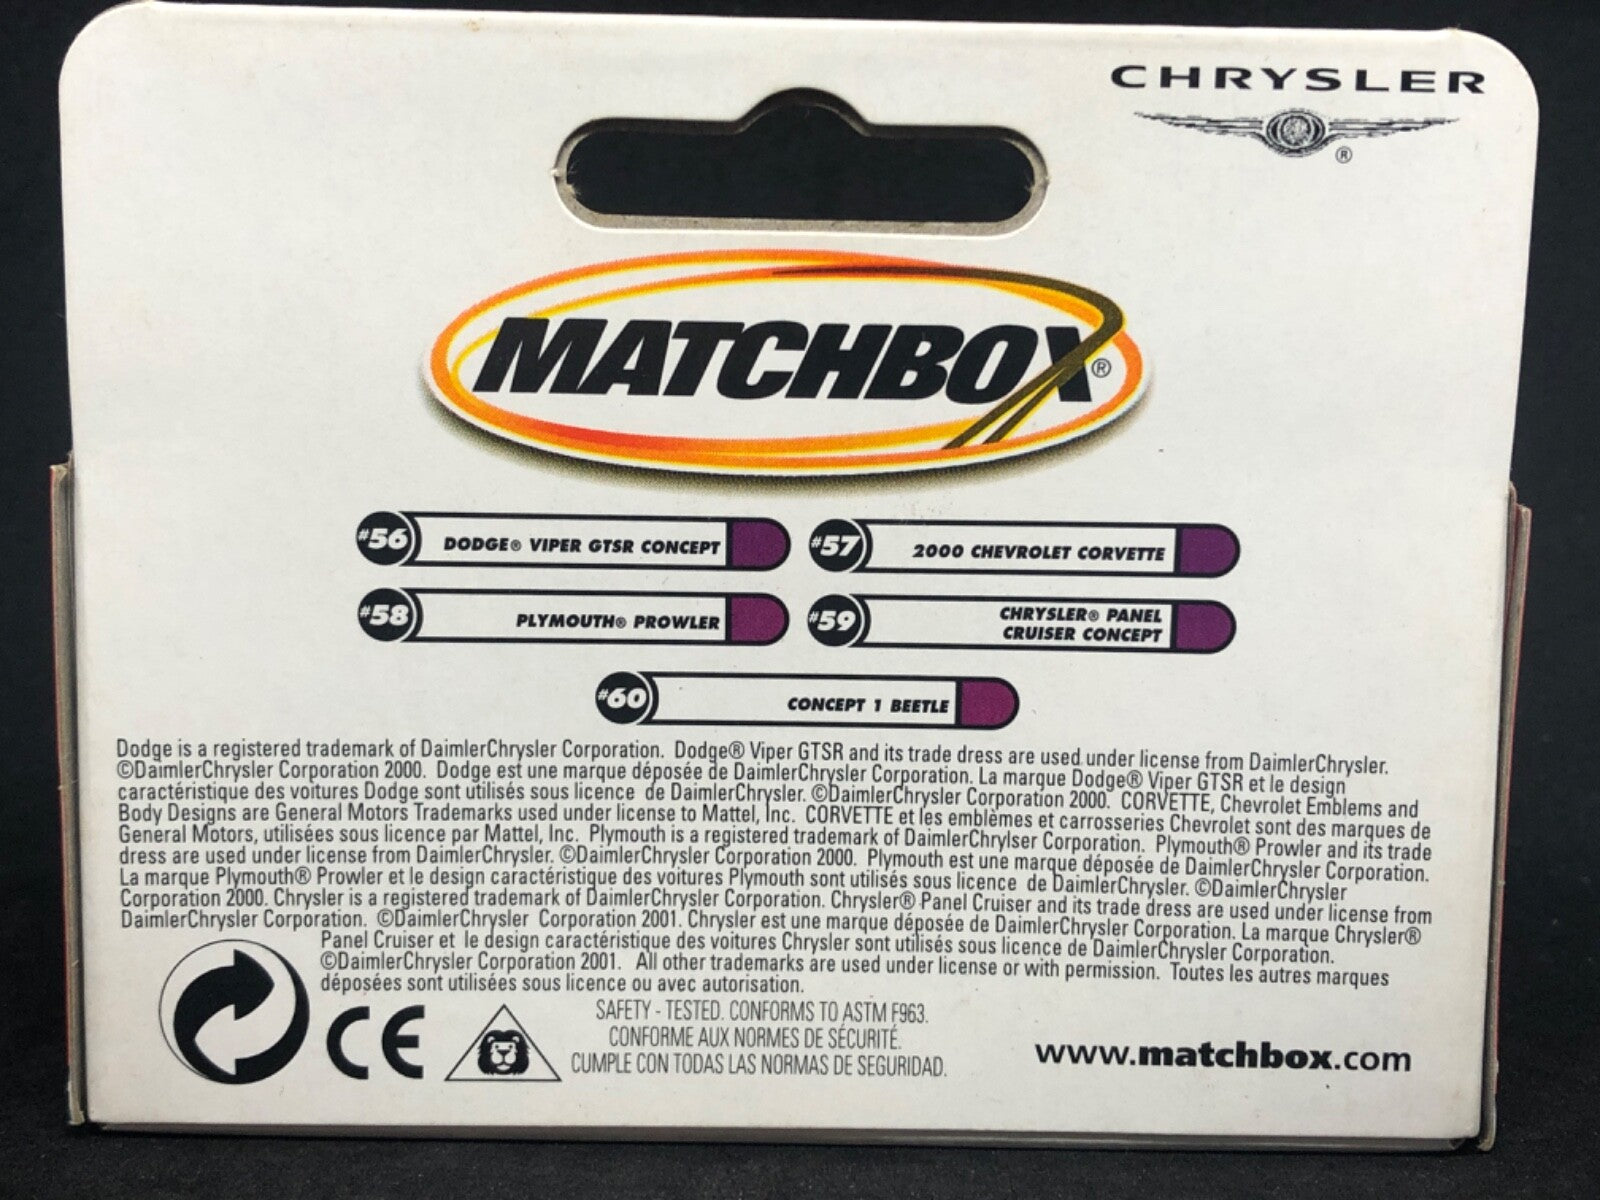 CHRYSLER
®
MATCHBOX®
#56 DODGE® VIPER GTSR CONCEPT
#57 2000 CHEVROLET CORVETTE
#58 PLYMOUTH® PROWLER
#59 CHRYSLER® PANEL
CRUISER CONCEPT
#60 CONCEPT 1 BEETLE
Dodge is a registered trademark of DaimlerChrysler Corporation. Dodge® Viper GTSR and its trade dress are used under license from DaimlerChrysler.
©DaimlerChrysler Corporation 2000. Dodge est une marque déposée de DaimlerChrysler Corporation. La marque Dodge® Viper GTSR et le design
caractéristique des voitures Dodge sont utilisés sous licence de DaimlerChrysler. ©DaimlerChrysler Corporation 2000. CORVETTE, Chevrolet Emblems and
Body Designs are General Motors Trademarks used under license to Mattel, Inc. CORVETTE et les emblèmes et carrosseries Chevrolet sont des marques de
General Motors, utilisées sous licence par Mattel, Inc. Plymouth is a registered trademark of DaimlerChrylser Corporation. Plymouth® Prowler and its trade
dress are used under license from DaimlerChrysler. ©DaimlerChrysler Corporation 2000. Plymouth est une marque déposée de DaimlerChrysler Corporation.
La marque Plymouth® Prowler et le design caractéristique des voitures Plymouth sont utilisés sous licence de DaimlerChrysler. ©DaimlerChrysler
Corporation 2000. Chrysler is a registered trademark of DaimlerChrysler Corporation. Chrysler® Panel Cruiser and its trade dress are used under license from
DaimlerChrysler Corporation. ©DaimlerChrysler Corporation 2001. Chrysler est une marque déposée de DaimlerChrysler Corporation. La marque Chrysler®
Panel Cruiser et le design caractéristique des voitures Chrysler sont utilisés sous licence de DaimlerChrysler Corporation.
©DaimlerChrysler Corporation 2001. All other trademarks are used under license or with permission. Toutes les autres marques
déposées sont utilisées sous licence ou avec autorisation.
CE
SAFETY - TESTED. CONFORMS TO ASTM F963.
CONFORME AUX NORMES DE SÉCURITÉ.
CUMPLE CON TODAS LAS NORMAS DE SEGURIDAD.
www.matchbox.com